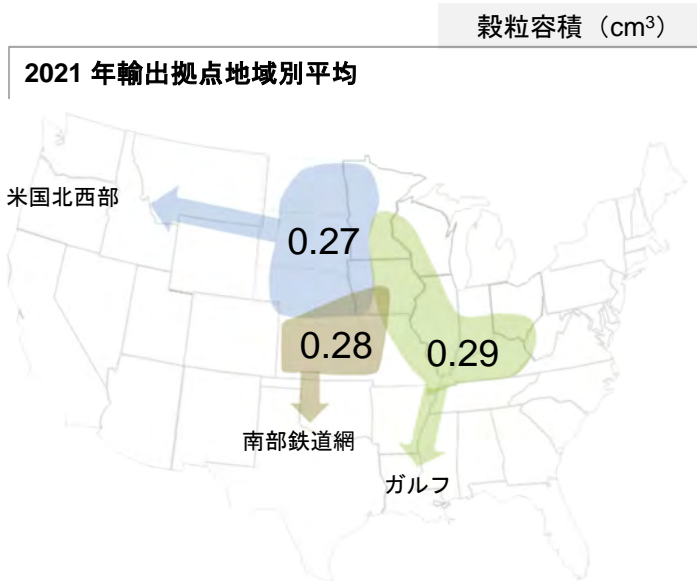 穀粒容積（cm³）
2021 年輸出拠点地域別平均
米国北西部
0.27
0.28
0.29
南部鉄道網
ガルフ